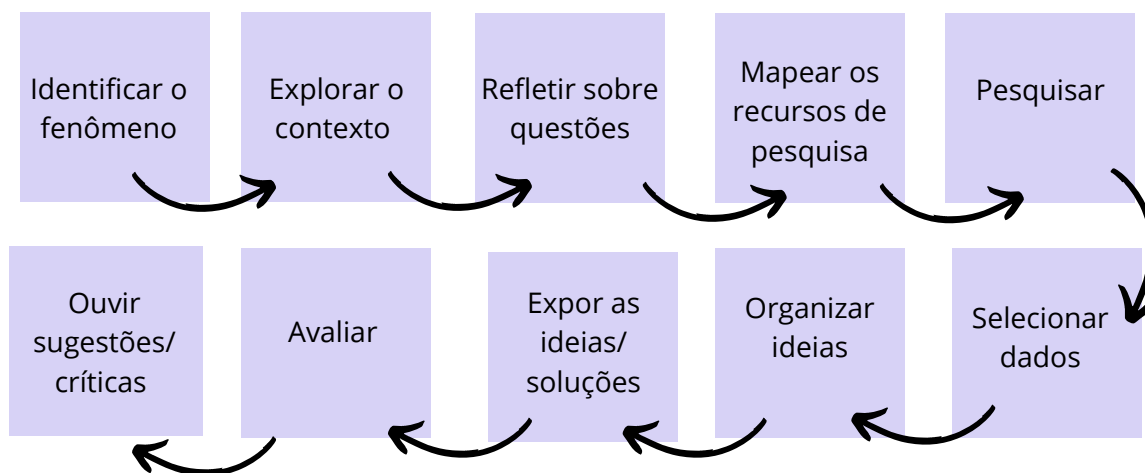 Identificar o
fenômeno
Explorar o
contexto
Refletir sobre
questões
Mapear os
recursos de
pesquisa
Pesquisar
Selecionar
dados
Organizar
ideias
Expor as
ideias/
soluções
Avaliar
Ouvir
sugestões/
críticas